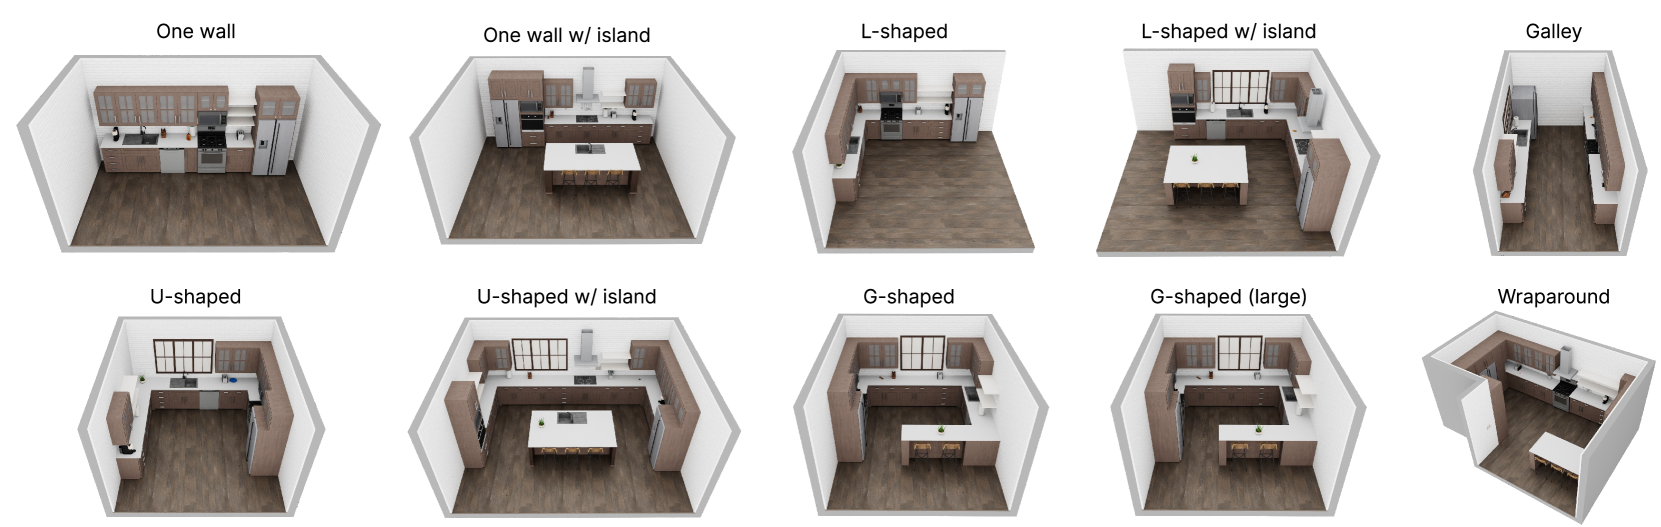 One wall
One wall w/ island
L-shaped
L-shaped w/ island
Galley
U-shaped
U-shaped w/ island
G-shaped
G-shaped (large)
Wraparound